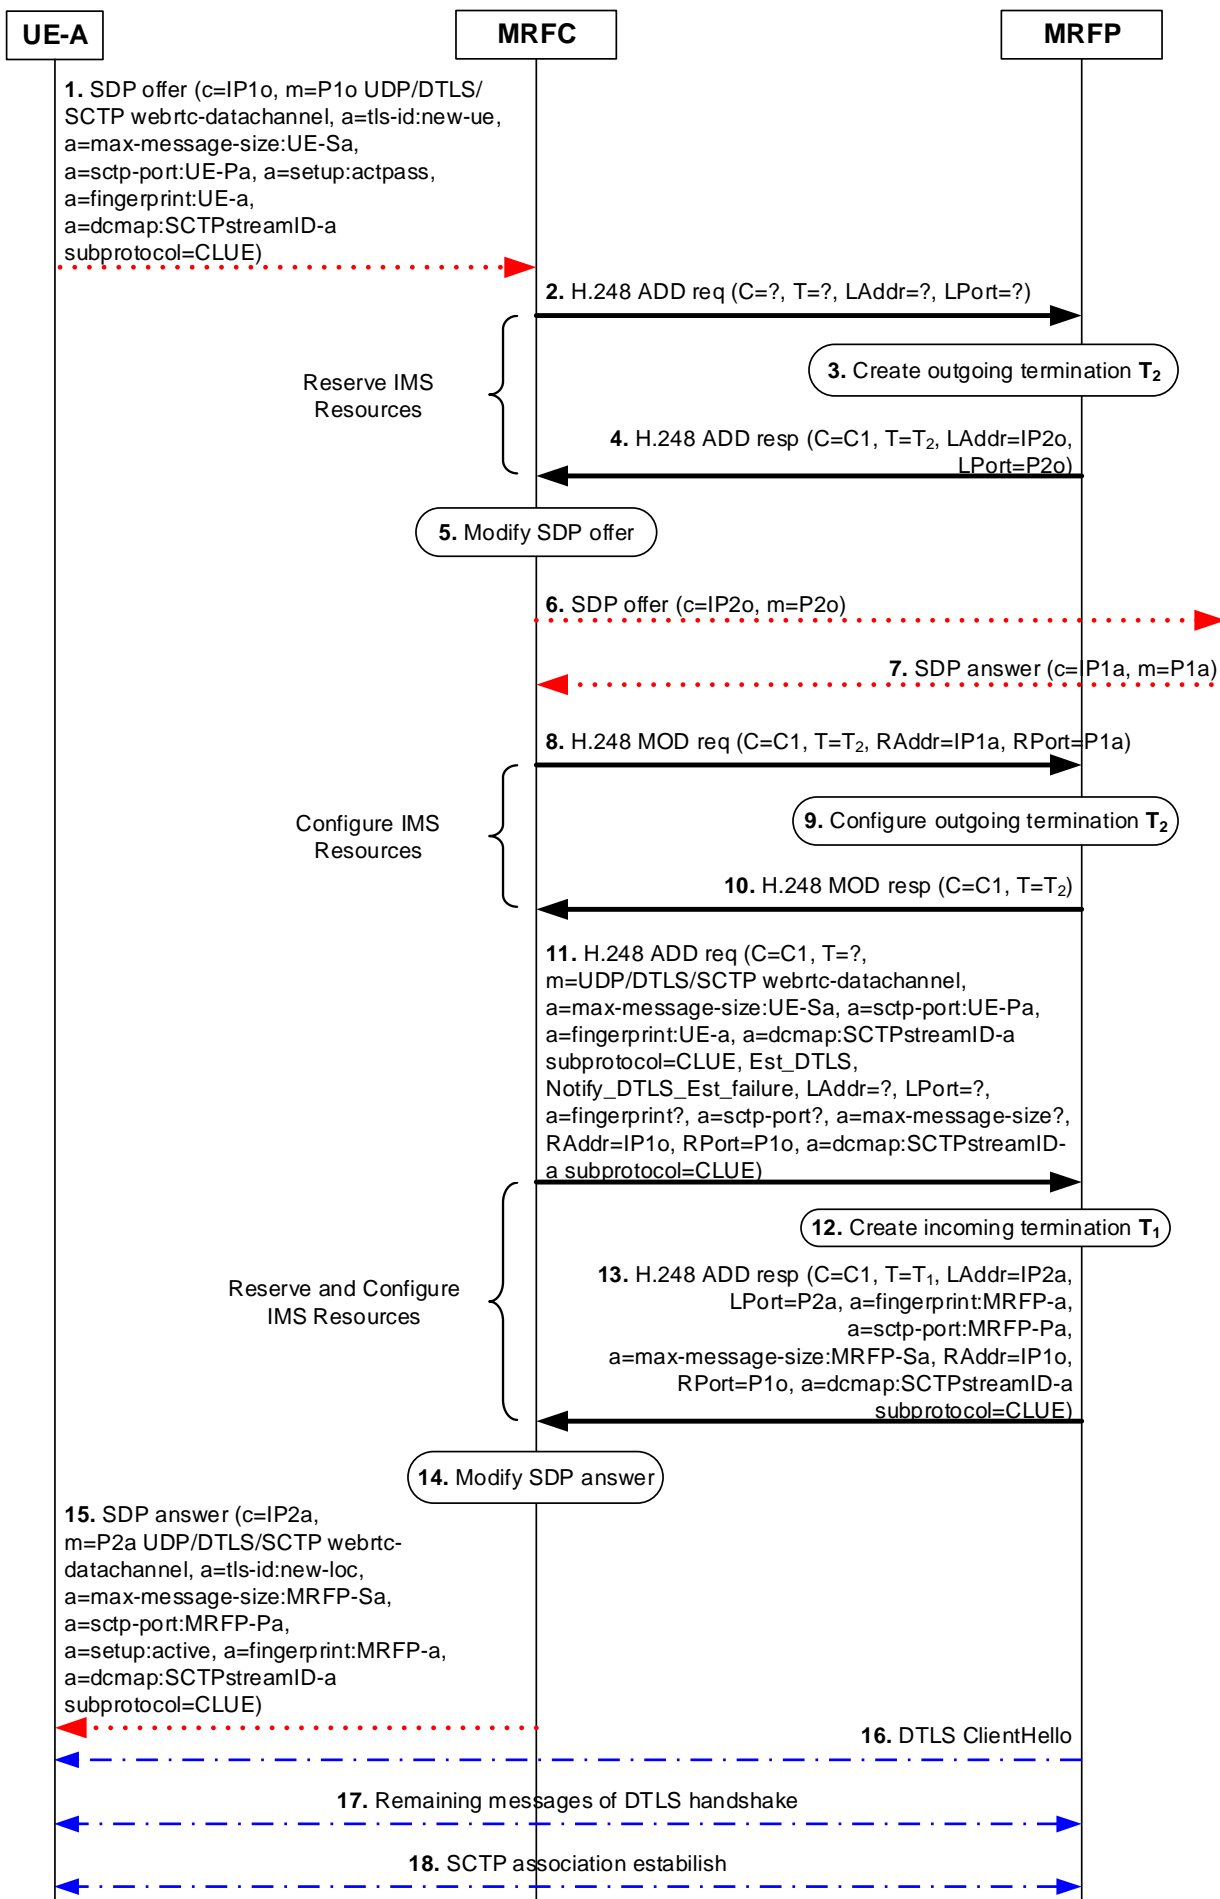 UE-A
MRFC
MRFP
1. SDP offer (c=IP1o, m=P1o UDP/DTLS/
SCTP webrtc-datachannel, a=tls-id:new-ue,
a=max-message-size:UE-Sa,
a=sctp-port:UE-Pa, a=setup:actpass,
a=fingerprint:UE-a,
a=dcmap:SCTPstreamID-a
subprotocol=CLUE)
2. H.248 ADD req (C=?, T=?, LAddr=?, LPort=?)
3. Create outgoing termination T2
Reserve IMS
Resources
4. H.248 ADD resp (C=C1, T=T2, LAddr=IP2o,
LPort=P2o)
5. Modify SDP offer
6. SDP offer (c=IP2o, m=P2o)
7. SDP answer (c=IP1a, m=P1a)
8. H.248 MOD req (C=C1, T=T2, RAddr=IP1a, RPort=P1a)
Configure IMS
Resources
9. Configure outgoing termination T2
10. H.248 MOD resp (C=C1, T=T2)
11. H.248 ADD req (C=C1, T=?,
m=UDP/DTLS/SCTP webrtc-datachannel,
a=max-message-size:UE-Sa, a=sctp-port:UE-Pa,
a=fingerprint:UE-a, a=dcmap:SCTPstreamID-a
subprotocol=CLUE, Est_DTLS,
Notify_DTLS_Est_failure, LAddr=?, LPort=?,
a=fingerprint?, a=sctp-port?, a=max-message-size?,
RAddr=IP1o, RPort=P1o, a=dcmap:SCTPstreamID-
a subprotocol=CLUE)
12. Create incoming termination T1
Reserve and Configure
IMS Resources
13. H.248 ADD resp (C=C1, T=T1, LAddr=IP2a,
LPort=P2a, a=fingerprint:MRFP-a,
a=sctp-port:MRFP-Pa,
a=max-message-size:MRFP-Sa, RAddr=IP1o,
RPort=P1o, a=dcmap:SCTPstreamID-a
subprotocol=CLUE)
14. Modify SDP answer
15. SDP answer (c=IP2a,
m=P2a UDP/DTLS/SCTP webrtc-
datachannel, a=tls-id:new-loc,
a=max-message-size:MRFP-Sa,
a=sctp-port:MRFP-Pa,
a=setup:active, a=fingerprint:MRFP-a,
a=dcmap:SCTPstreamID-a
subprotocol=CLUE)
16. DTLS ClientHello
17. Remaining messages of DTLS handshake
18. SCTP association estabilish